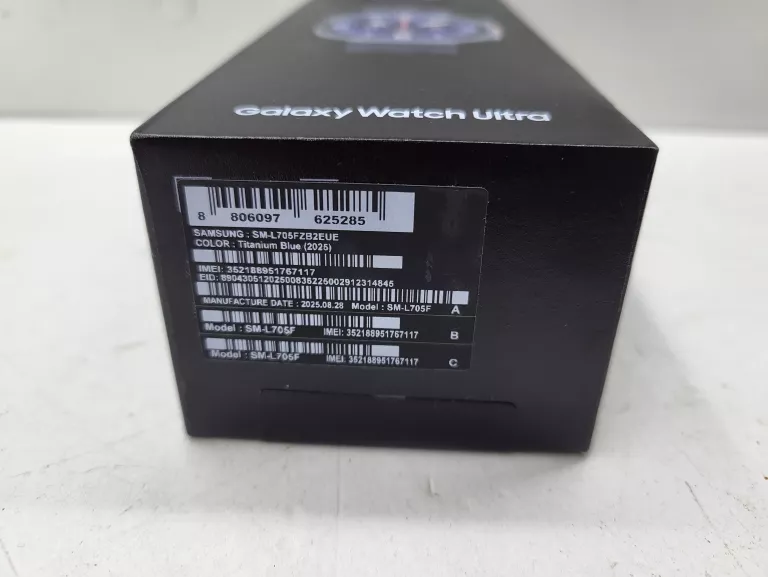 Galaxy Watch Ultra
8 806097 625285
SAMSUNG : SM-L705FZB2EUE
COLOR : Titanium Blue (2025)
IMEI: 352188951767117
EID: 89043051202500835225002912314845
MANUFACTURE DATE : 2025.08.28 Model : SM-L705F A
Model : SM-L705F IMEI: 352188951767117 B
Model : SM-L705F IMEI: 352188951767117 C